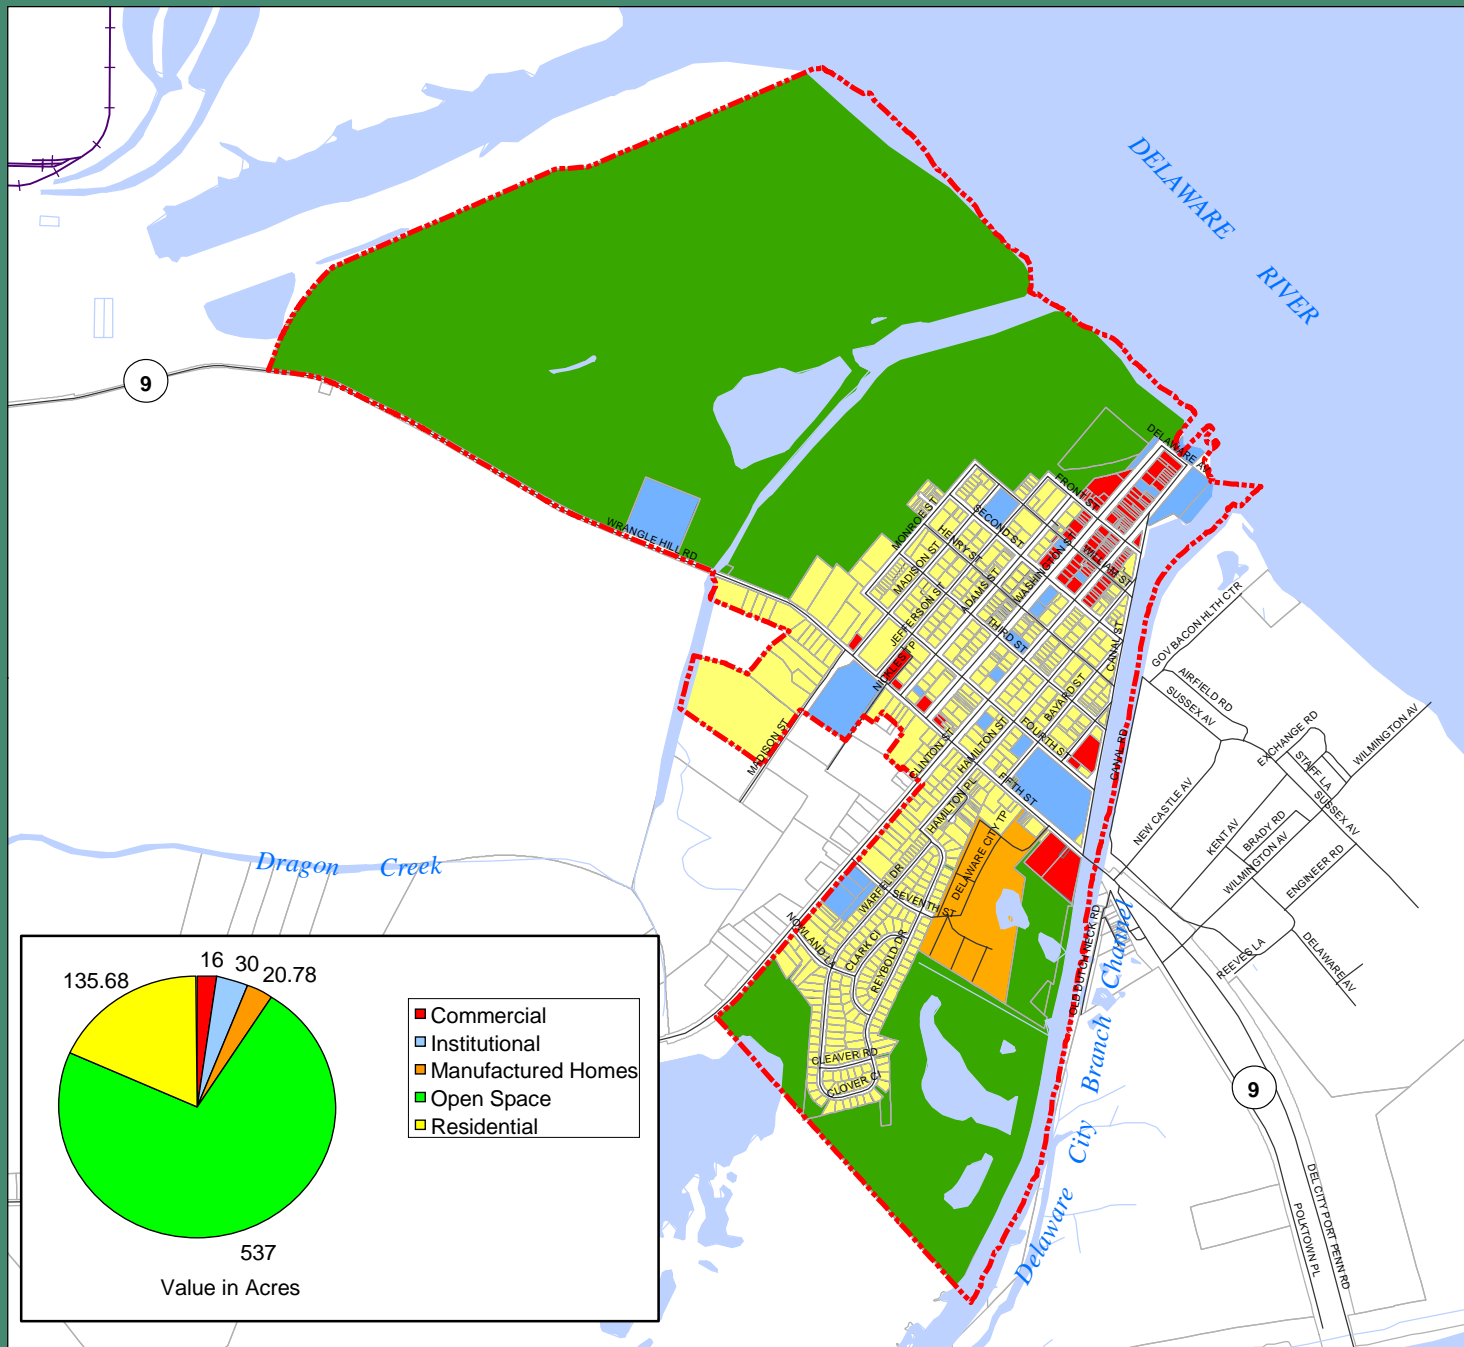 DELAWARE
RIVER
9
DELAWARE AV
FRONT ST
SECOND ST
MONROE ST
HENRY ST
WRANGLE HILL RD
MADISON ST
WASHINGTON ST
WILLIAM ST
ADAMS ST
JEFFERSON ST
THIRD ST
CANAL ST
GOV BACON HLTH CTR
NICKLES TP
AIRFIELD RD
SUSSEX AV
BAYARD ST
MADISON ST
CLINTON ST
HAMILTON ST
FOURTH ST
CANAL RD
EXCHANGE RD
WILMINGTON AV
STAFF LA
SUSSEX AV
FIFTH ST
HAMILTON PL
NEW CASTLE AV
KENT AV
BRADY RD
WILMINGTON AV
ENGINEER RD
DELAWARE CITY TP
Dragon Creek
WARFEL DR
SEVENTH ST
NOWLAND LA
CLARK CI
REYBOLD DR
OLD DUTCH NECK RD
REEVES LA
DELAWARE AV
CLEAVER RD
CLOVER CI
Delaware City Branch Channel
9
DEL CITY PORT PENN RD
POLKTOWN PL
135.68
16
30
20.78
537
Value in Acres
Commercial
Institutional
Manufactured Homes
Open Space
Residential